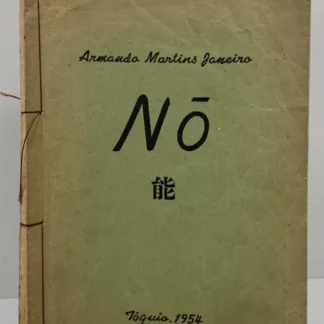 Armando Martins Janeiro
Nō
能
Tóquio. 1954